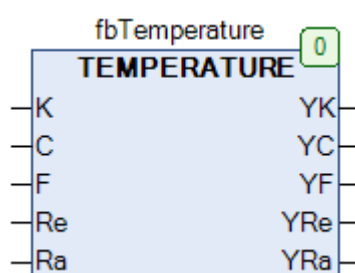 fbTemperature
0
TEMPERATURE
K YK
C YC
F YF
Re YRe
Ra YRa